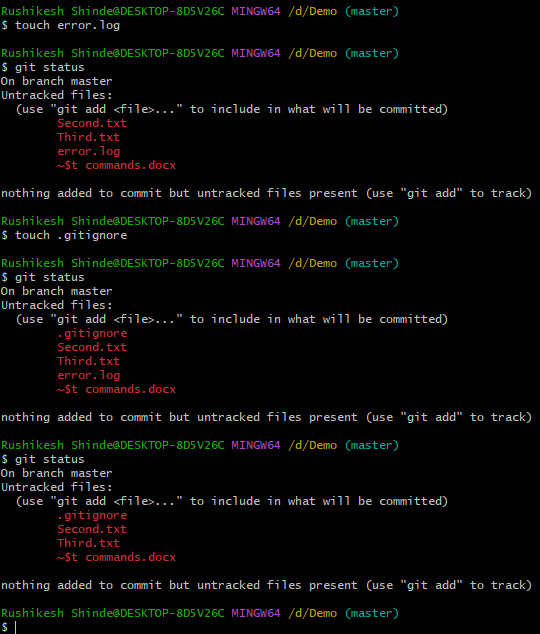 Rushikesh Shinde@DESKTOP-8D5V26C MINGW64 /d/Demo (master)
$ touch error.log
Rushikesh Shinde@DESKTOP-8D5V26C MINGW64 /d/Demo (master)
$ git status
On branch master
Untracked files:
  (use "git add <file>..." to include in what will be committed)
        Second.txt
        Third.txt
        error.log
        ~$t commands.docx
nothing added to commit but untracked files present (use "git add" to track)
Rushikesh Shinde@DESKTOP-8D5V26C MINGW64 /d/Demo (master)
$ touch .gitignore
Rushikesh Shinde@DESKTOP-8D5V26C MINGW64 /d/Demo (master)
$ git status
On branch master
Untracked files:
  (use "git add <file>..." to include in what will be committed)
        .gitignore
        Second.txt
        Third.txt
        error.log
        ~$t commands.docx
nothing added to commit but untracked files present (use "git add" to track)
Rushikesh Shinde@DESKTOP-8D5V26C MINGW64 /d/Demo (master)
$ git status
On branch master
Untracked files:
  (use "git add <file>..." to include in what will be committed)
        .gitignore
        Second.txt
        Third.txt
        ~$t commands.docx
nothing added to commit but untracked files present (use "git add" to track)
Rushikesh Shinde@DESKTOP-8D5V26C MINGW64 /d/Demo (master)
$